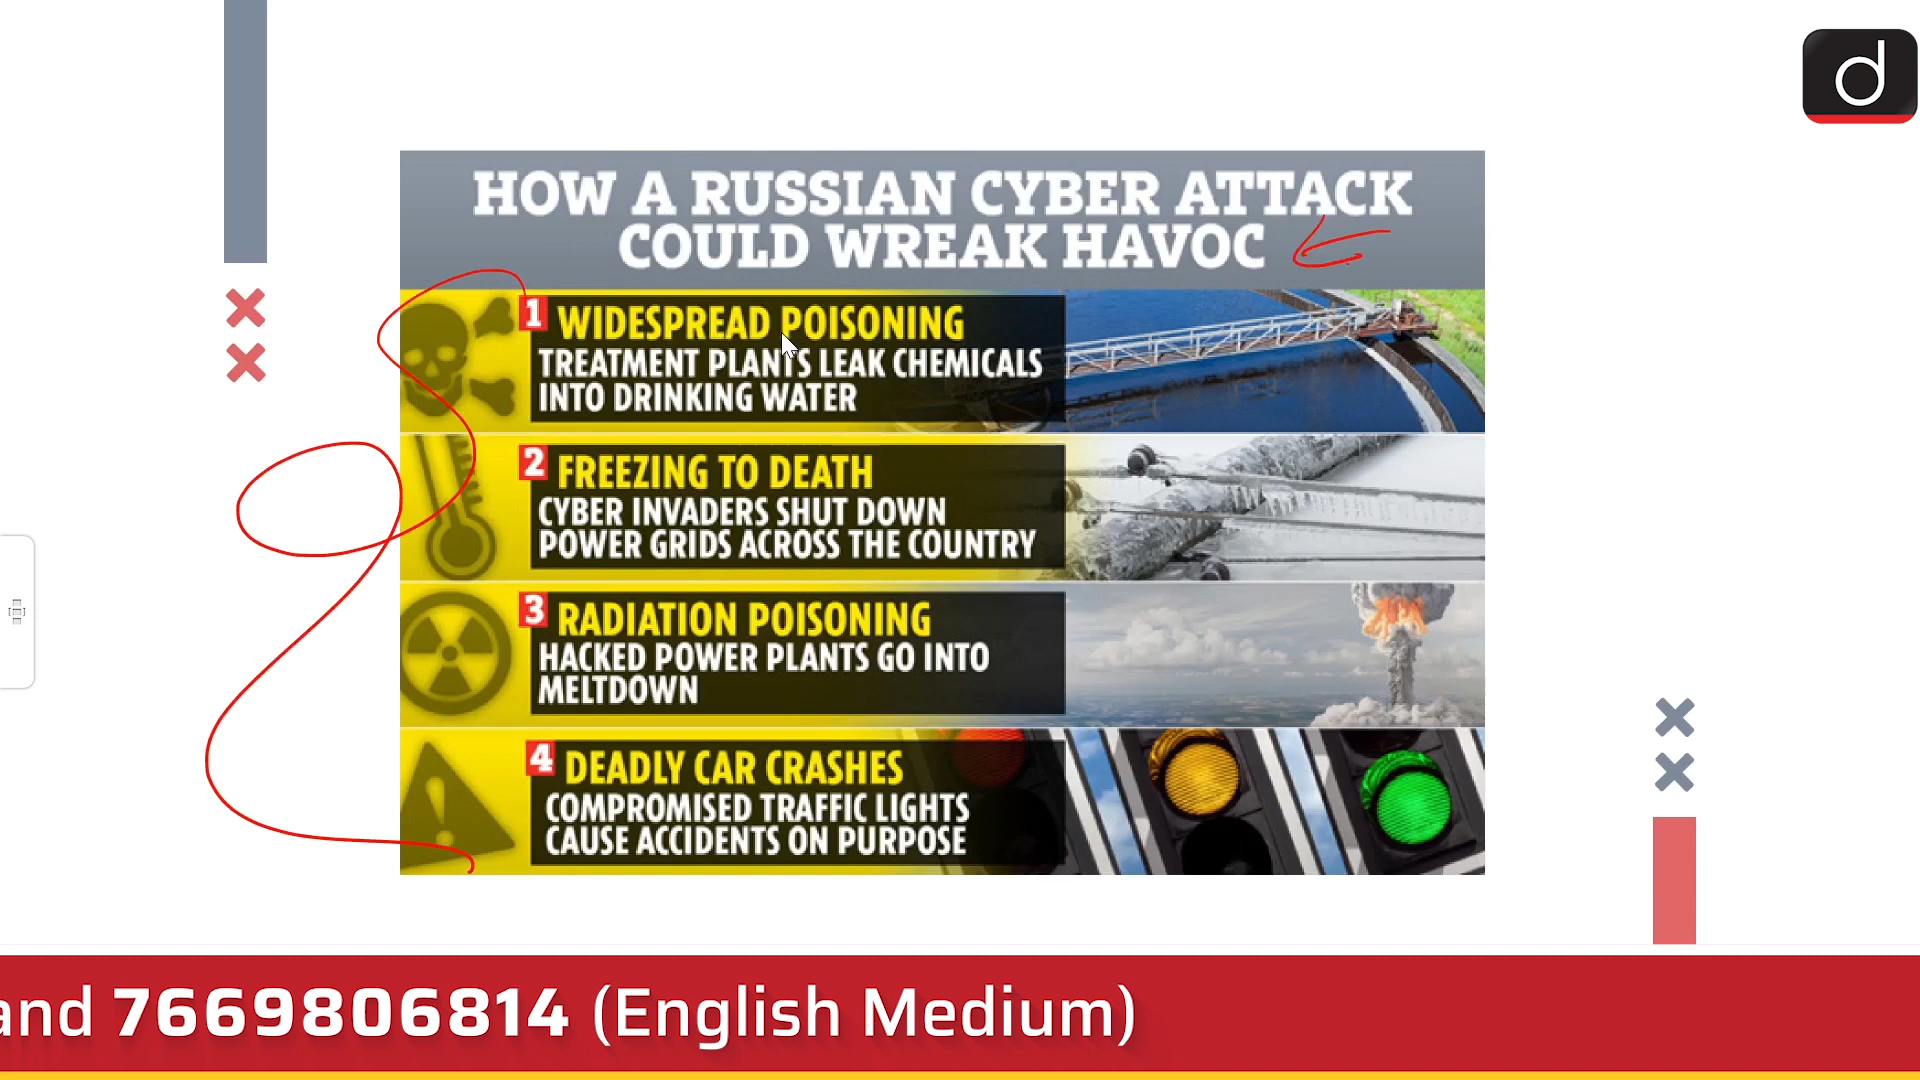 d
HOW A RUSSIAN CYBER ATTACK
COULD WREAK HAVOC
1 WIDESPREAD POISONING
TREATMENT PLANTS LEAK CHEMICALS
INTO DRINKING WATER
2 FREEZING TO DEATH
CYBER INVADERS SHUT DOWN
POWER GRIDS ACROSS THE COUNTRY
3 RADIATION POISONING
HACKED POWER PLANTS GO INTO
MELTDOWN
4 DEADLY CAR CRASHES
COMPROMISED TRAFFIC LIGHTS
CAUSE ACCIDENTS ON PURPOSE
and 7669806814 (English Medium)